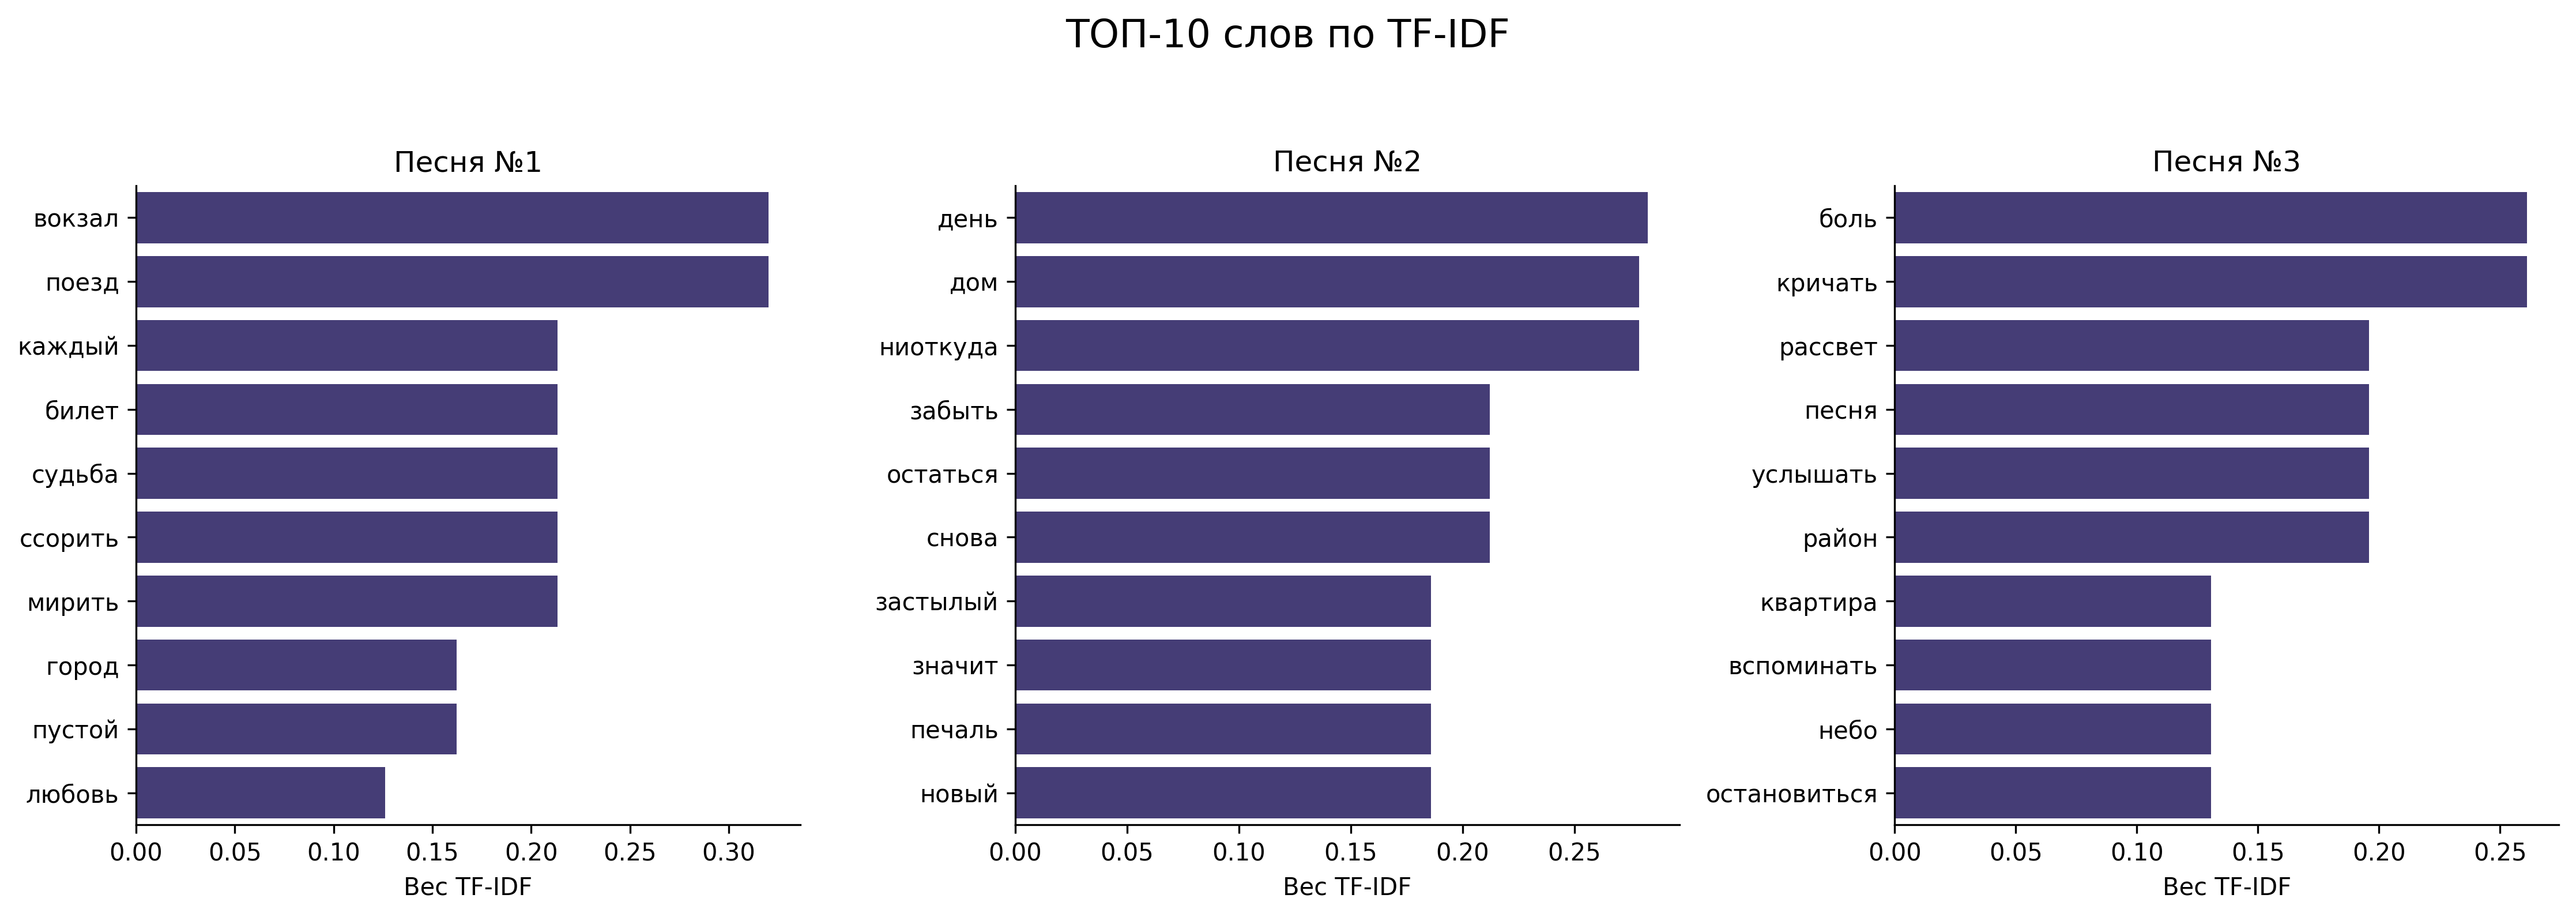 ТОП-10 слов по TF-IDF
Песня №1
вокзал
поезд
каждый
билет
судьба
ссорить
мирить
город
пустой
любовь
0.00 0.05 0.10 0.15 0.20 0.25 0.30
Вес TF-IDF
Песня №2
день
дом
ниоткуда
забыть
остаться
снова
застылый
значит
печаль
новый
0.00 0.05 0.10 0.15 0.20 0.25
Вес TF-IDF
Песня №3
боль
кричать
рассвет
песня
услышать
район
квартира
вспоминать
небо
остановиться
0.00 0.05 0.10 0.15 0.20 0.25
Вес TF-IDF